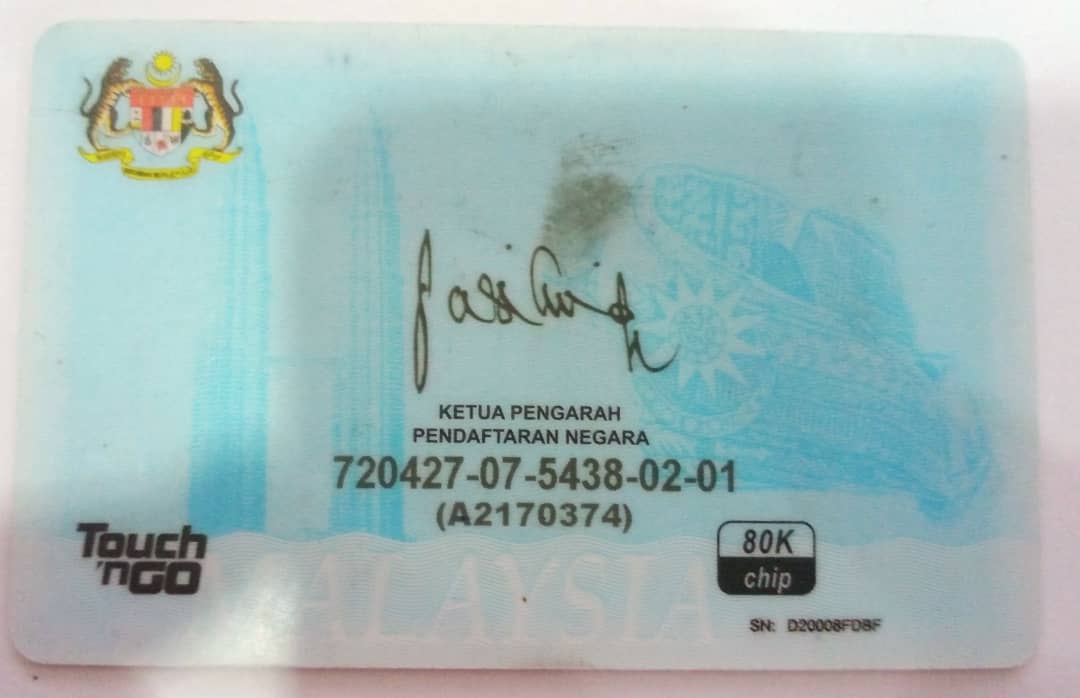 KETUA PENGARAH
PENDAFTARAN NEGARA
720427-07-5438-02-01
(A2170374)
Touch
'nGO
80K
chip
MALAYSIA
SN: D20008FDBF